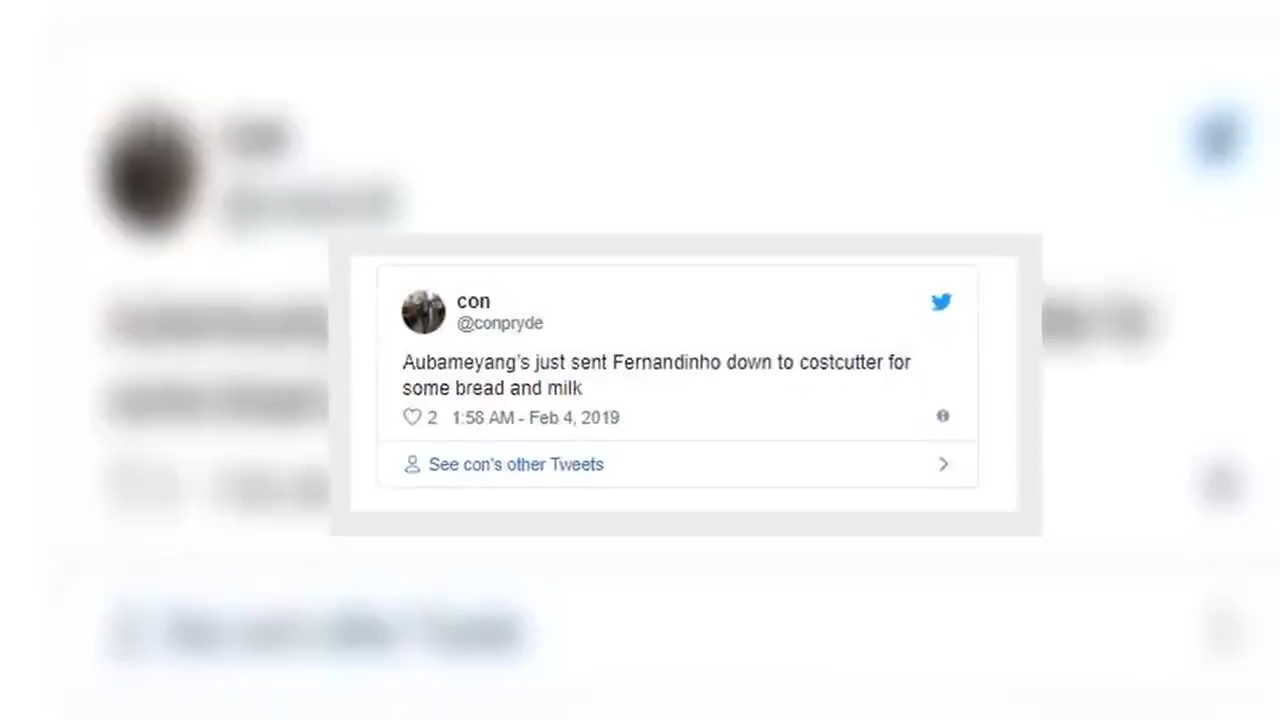 con
@conpryde
Aubameyang's just sent Fernandinho down to costcutter for
some bread and milk
2 1:58 AM - Feb 4, 2019
See con's other Tweets